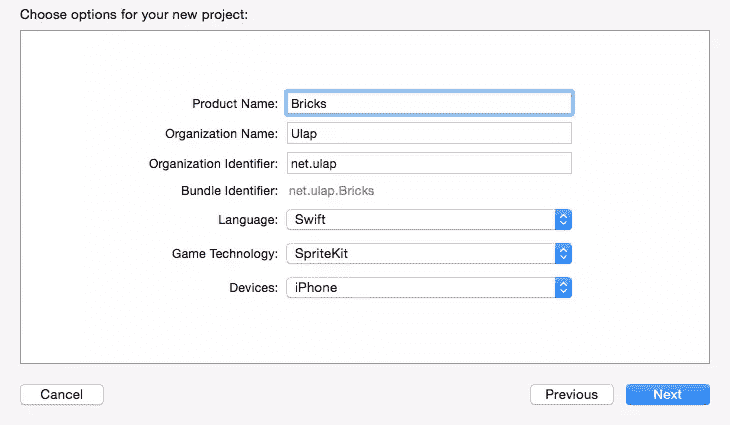 Choose options for your new project:
Product Name: Bricks
Organization Name: Ulap
Organization Identifier: net.ulap
Bundle Identifier: net.ulap.Bricks
Language: Swift
Game Technology: SpriteKit
Devices: iPhone
Cancel Previous Next